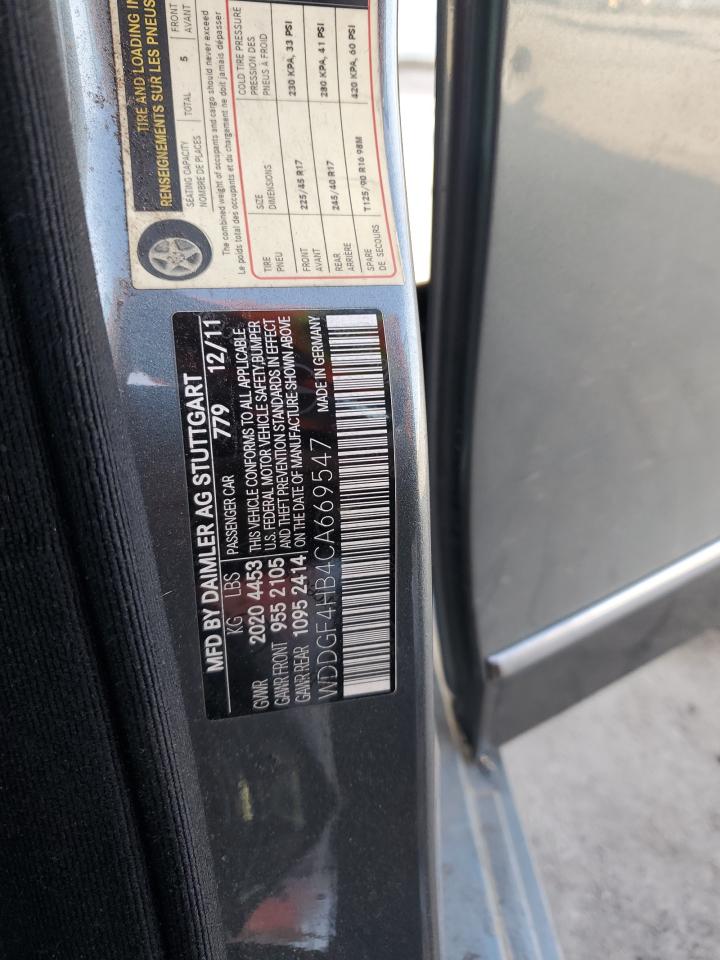 TIRE AND LOADING IN
RENSEIGNEMENTS SUR LES PNEUS
SEATING CAPACITY TOTAL 5 FRONT
NOMBRE DE PLACES AVANT
The combined weight of occupants and cargo should never exceed
Le poids total des occupants et du chargement ne doit jamais dépasser
TIRE SIZE COLD TIRE PRESSURE
PNEU DIMENSIONS PRESSION DES
PNEUS À FROID
FRONT 225/45 R17 230 KPA, 33 PSI
AVANT
REAR 245/40 R17 280 KPA, 41 PSI
ARRIÈRE
SPARE T125/90 R16 98M 420 KPA, 60 PSI
DE SECOURS
MFD BY DAIMLER AG STUTTGART
779 12/11
KG LBS PASSENGER CAR
GVWR 2020 4453 THIS VEHICLE CONFORMS TO ALL APPLICABLE
U.S. FEDERAL MOTOR VEHICLE SAFETY,BUMPER
GAWR FRONT 955 2105 AND THEFT PREVENTION STANDARDS IN EFFECT
GAWR REAR 1095 2414 ON THE DATE OF MANUFACTURE SHOWN ABOVE
WDDGF4HB4CA669547 MADE IN GERMANY